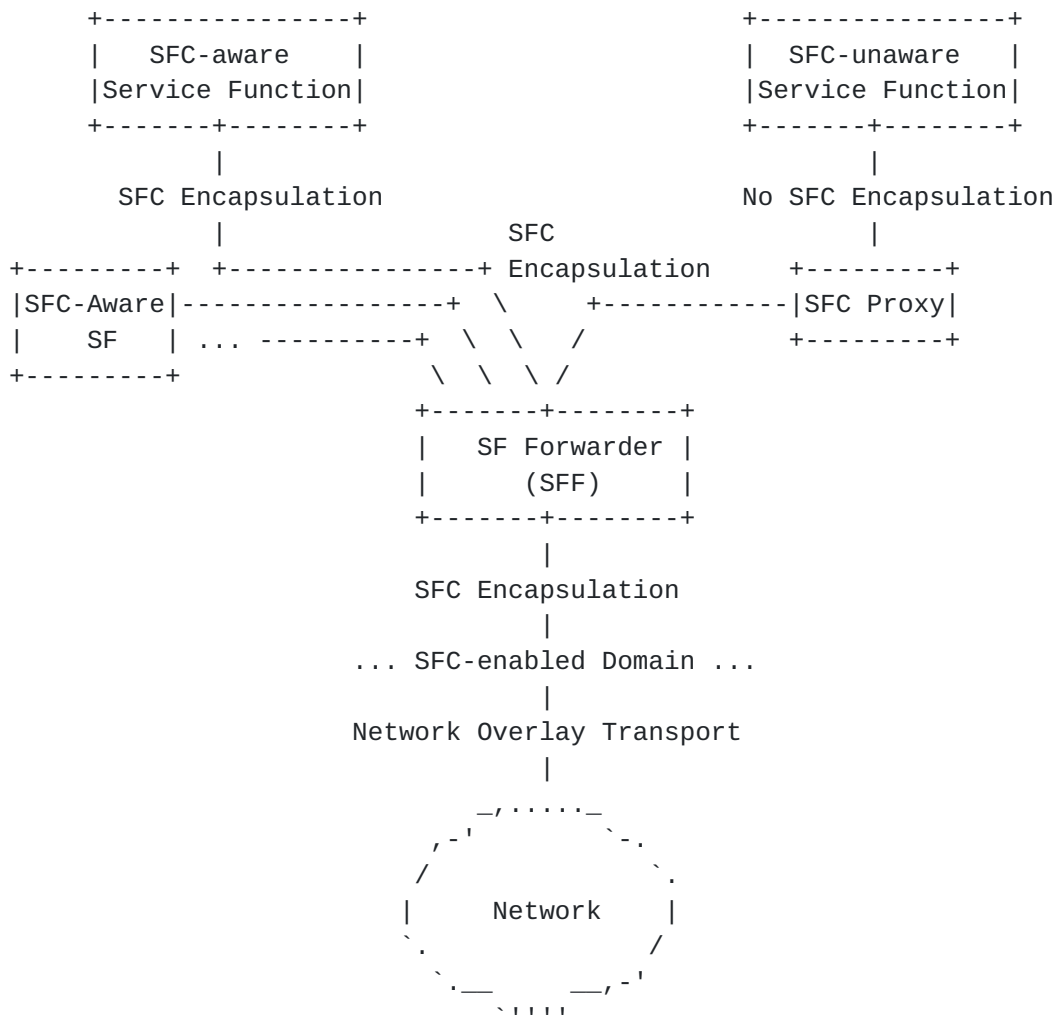 SFC-aware SFC-unaware
Service Function Service Function
SFC Encapsulation No SFC Encapsulation
SFC
Encapsulation
SFC-Aware SFC Proxy
SF ...
SF Forwarder
(SFF)
SFC Encapsulation
... SFC-enabled Domain ...
Network Overlay Transport
Network